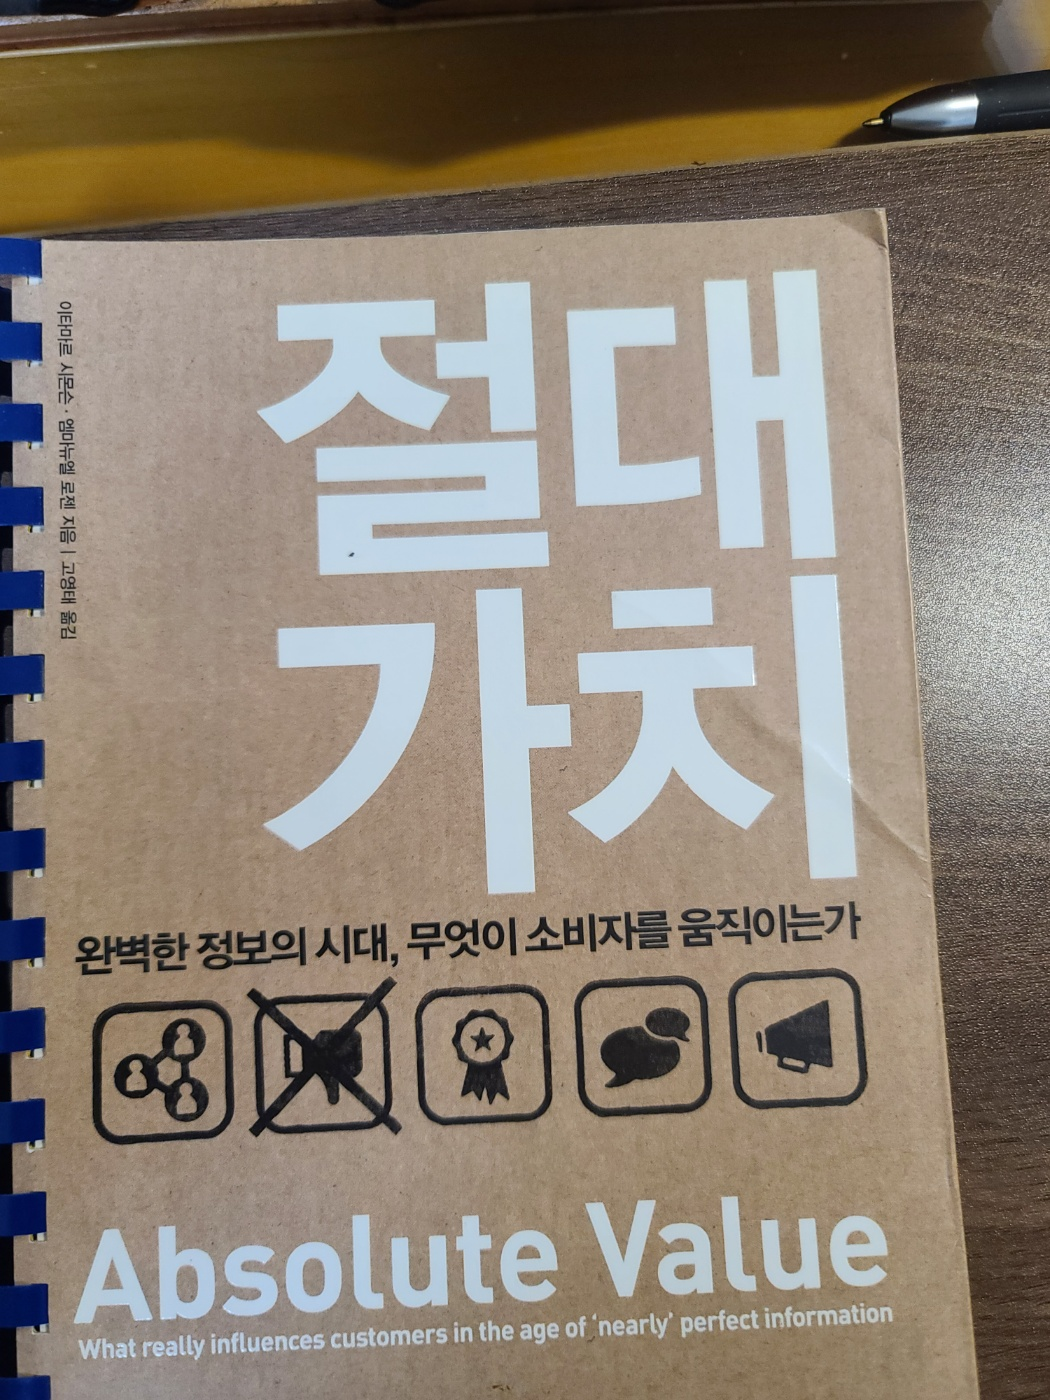 이타마르 시몬슨·엠마뉴엘 로젠 지음 | 고영태 옮김
절대
가치
완벽한 정보의 시대, 무엇이 소비자를 움직이는가
Absolute Value
What really influences customers in the age of ‘nearly’ perfect information